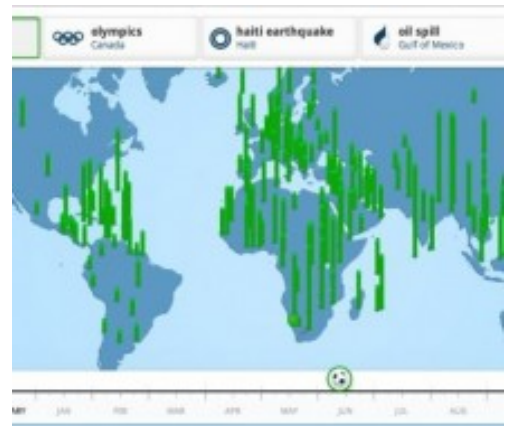 olympics
Canada
haiti earthquake
Haiti
oil spill
Gulf of Mexico
JAN
FEB
MAR
APR
MAY
JUN
JUL
AUG